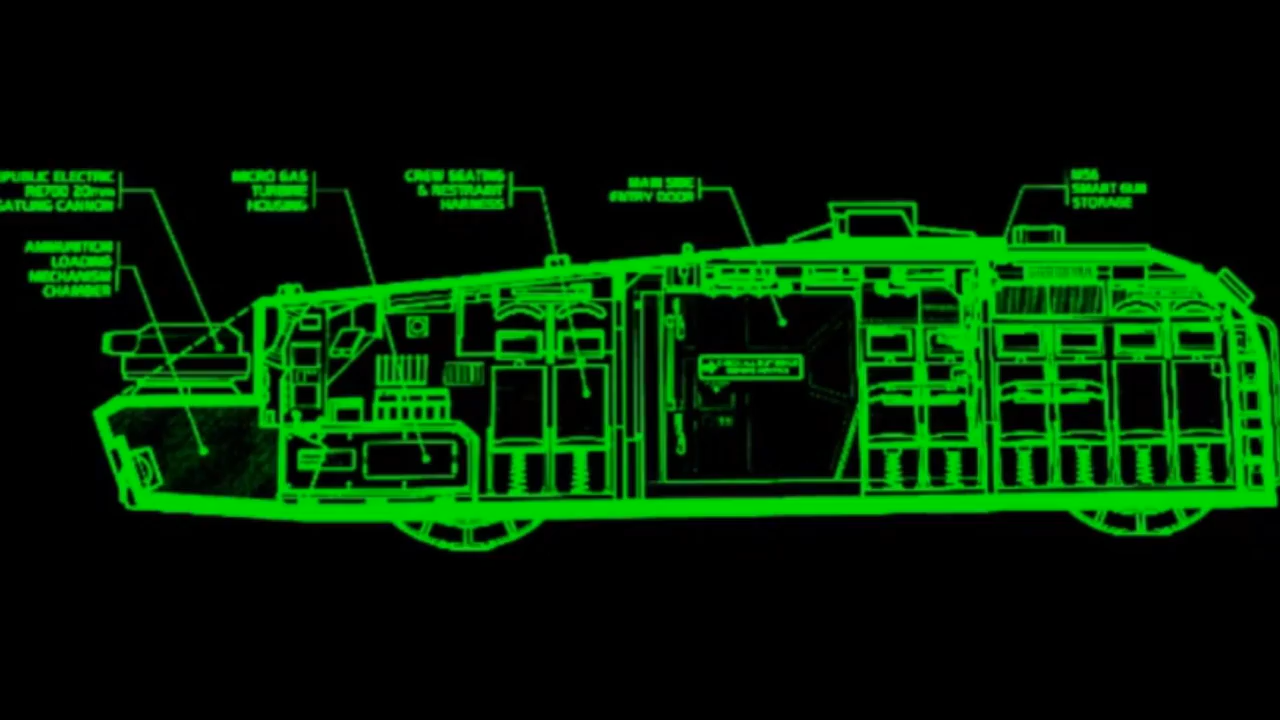 PUBLIC ELECTRIC
RE700 20mm
GATLING CANNON
AMMUNITION
LOADING
MECHANISM
CHAMBER
MICRO GAS
TURBINE
HOUSING
CREW SEATING
& RESTRAINT
HARNESS
MAIN SIDE
ENTRY DOOR
M56
SMART GUN
STORAGE